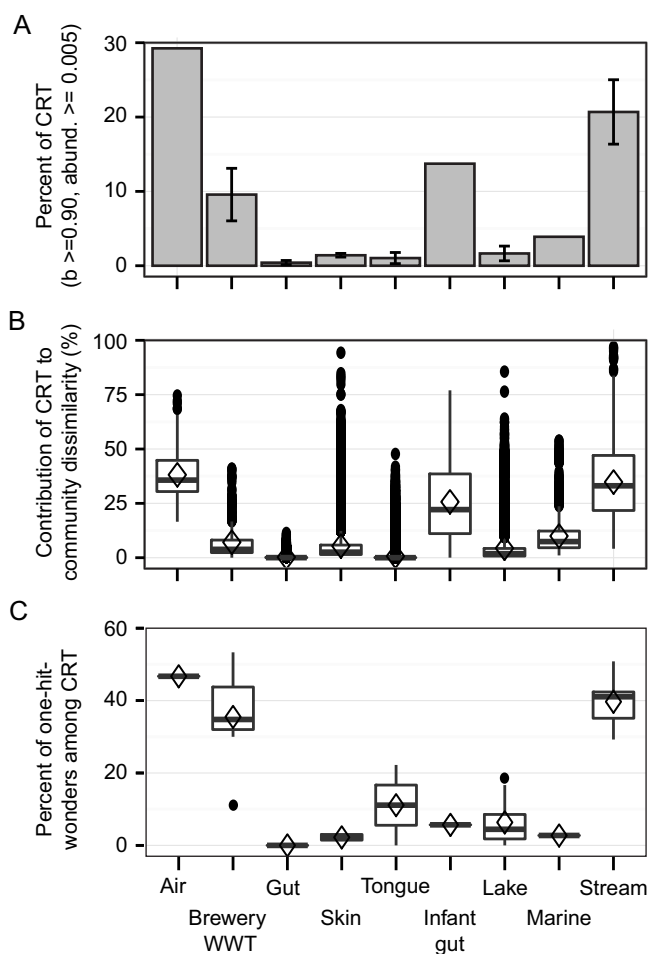 A
Percent of CRT
(b >=0.90, abund. >= 0.005)
30
20
10
0
B
Contribution of CRT to
community dissimilarity (%)
100
75
50
25
0
C
Percent of one-hit-
wonders among CRT
60
40
20
0
Air
Gut
Tongue
Lake
Stream
Brewery
WWT
Skin
Infant
gut
Marine